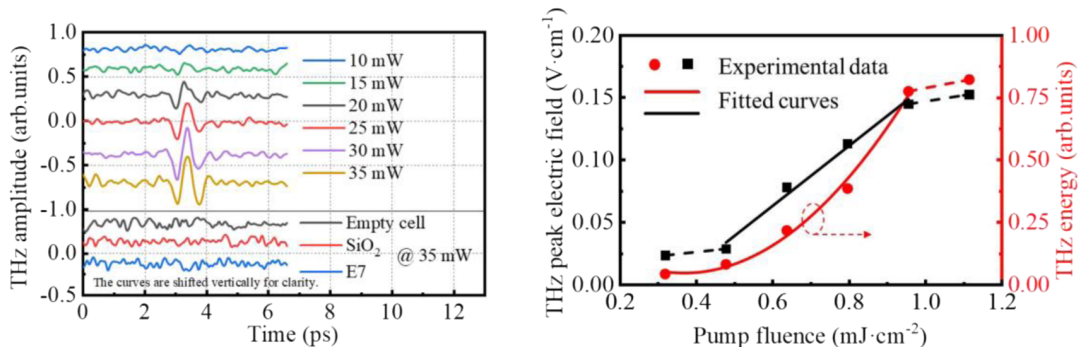 THz amplitude (arb.units)
1.0
0.5
0.0
-0.5
-1.0
0.0
-0.5
10 mW
15 mW
20 mW
25 mW
30 mW
35 mW
Empty cell
SiO₂ @ 35 mW
E7
The curves are shifted vertically for clarity.
0 2 4 6 8 10 12
Time (ps)
THz peak electric field (V·cm⁻¹)
0.20
0.15
0.10
0.05
0.00
Experimental data
Fitted curves
1.00
0.75
0.50
0.25
0.00
THz energy (arb.units)
0.2 0.4 0.6 0.8 1.0 1.2
Pump fluence (mJ·cm⁻²)